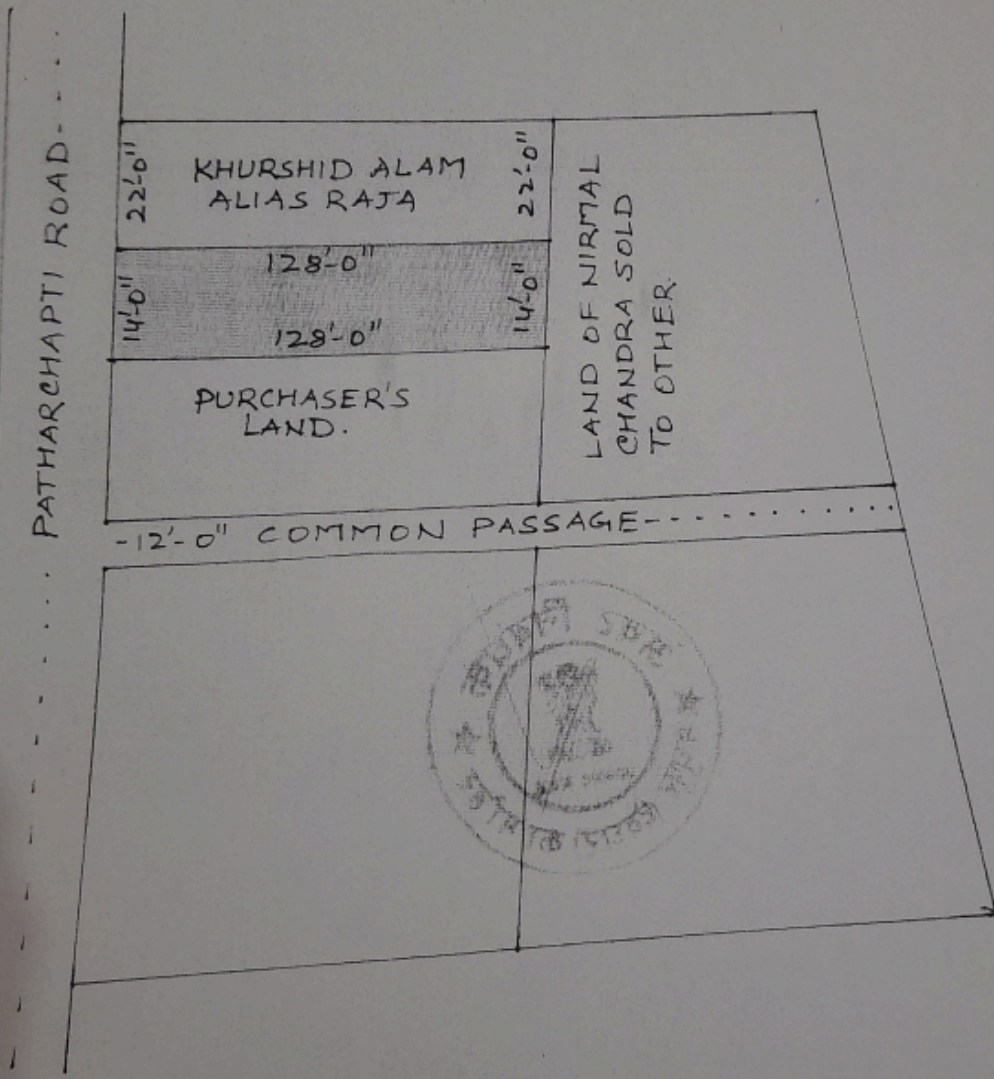 PATHARCHAPTI ROAD
22'-0"
KHURSHID ALAM
ALIAS RAJA
22'-0"
128'-0"
14'-0"
14'-0"
128'-0"
PURCHASER'S
LAND.
LAND OF NIRMAL
CHANDRA SOLD
TO OTHER.
-12'-0" COMMON PASSAGE